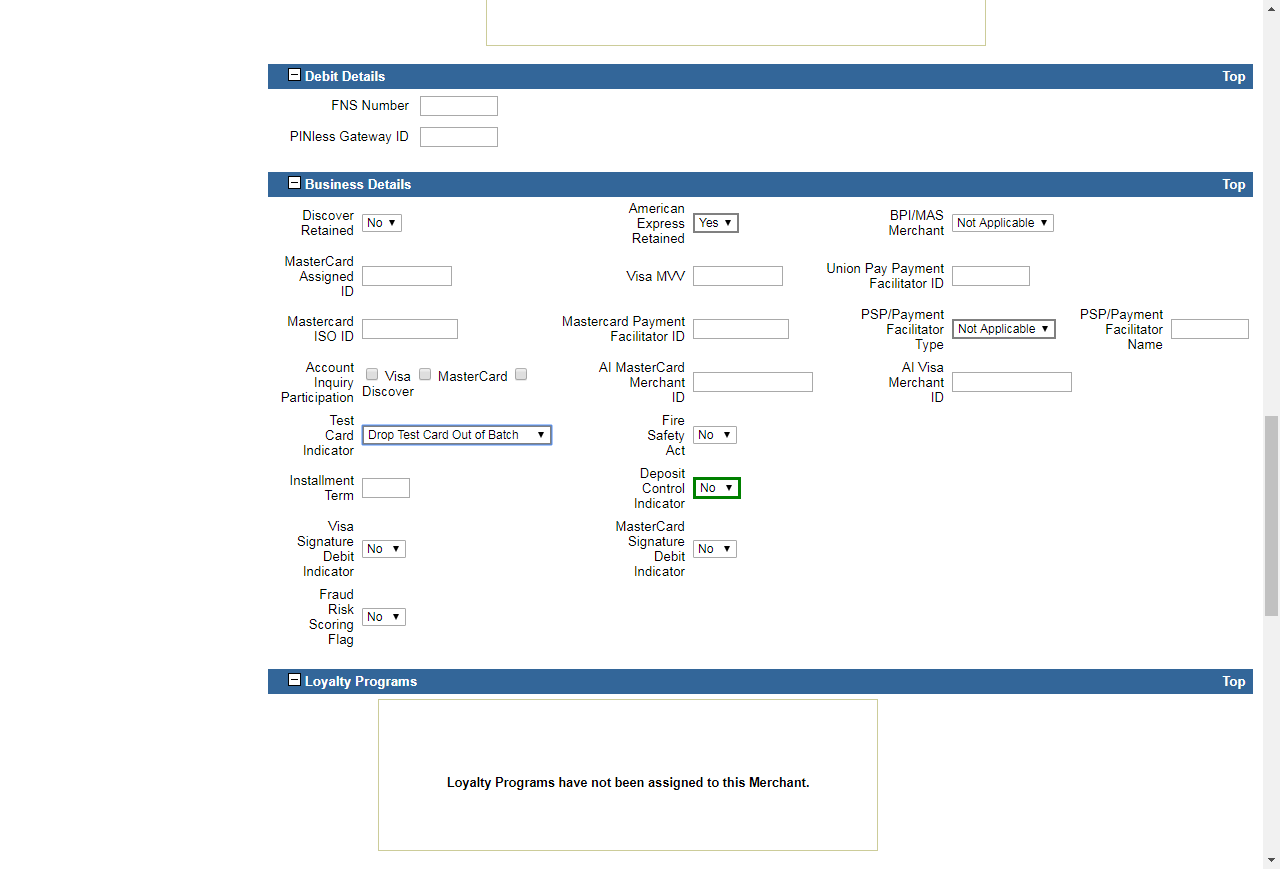 Debit Details Top
FNS Number
PINless Gateway ID
Business Details Top
Discover Retained No American Express Retained Yes BPI/MAS Merchant Not Applicable
MasterCard Assigned ID Visa MVV Union Pay Payment Facilitator ID
Mastercard ISO ID Mastercard Payment Facilitator ID PSP/Payment Facilitator Type Not Applicable PSP/Payment Facilitator Name
Account Inquiry Participation Visa MasterCard Discover AI MasterCard Merchant ID AI Visa Merchant ID
Test Card Indicator Drop Test Card Out of Batch Fire Safety Act No
Installment Term Deposit Control Indicator No
Visa Signature Debit Indicator No MasterCard Signature Debit Indicator No
Fraud Risk Scoring Flag No
Loyalty Programs Top
Loyalty Programs have not been assigned to this Merchant.